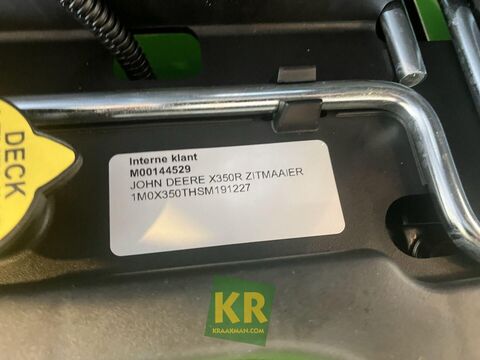 DECK
Interne klant
M00144529
JOHN DEERE X350R ZITMAAIER
1M0X350THSM191227
KR
KRAAKMAN.COM